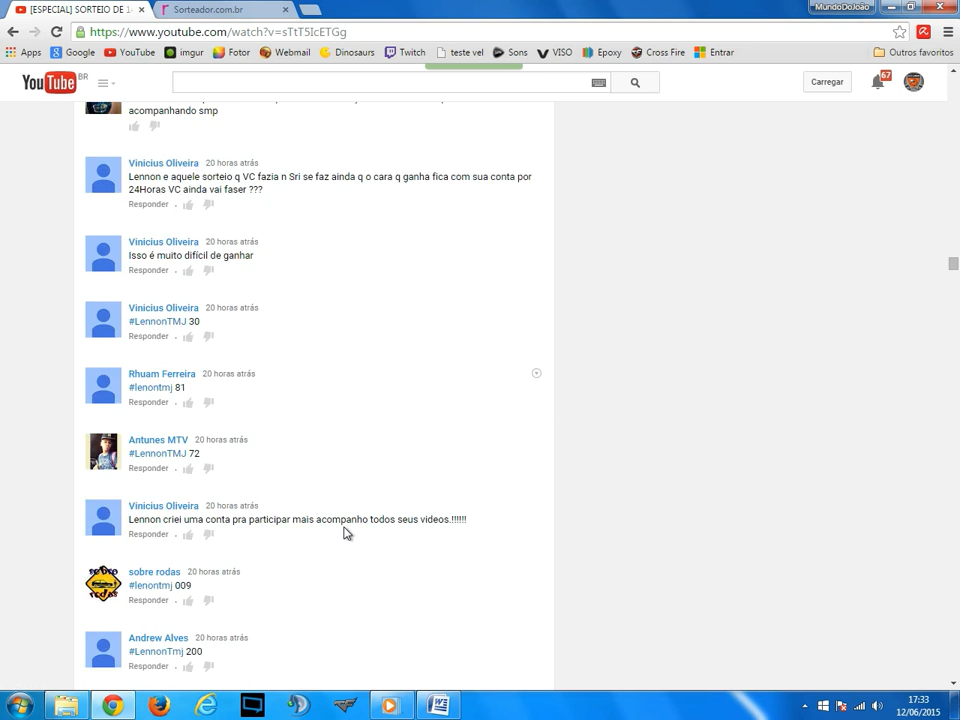 [ESPECIAL] SORTEIO DE 1
Sorteador.com.br
MundoDoJoão
https://www.youtube.com/watch?v=sTtT5IcETGg
Apps Google YouTube imgur Fotor Webmail Dinosaurs Twitch teste vel Sons VISO Epoxy Cross Fire Entrar Outros favoritos
YouTube BR
Carregar
67
acompanhando smp
Vinicius Oliveira 20 horas atrás
Lennon e aquele sorteio q VC fazia n Sri se faz ainda q o cara q ganha fica com sua conta por
24Horas VC ainda vai faser ???
Responder
Vinicius Oliveira 20 horas atrás
Isso é muito difícil de ganhar
Responder
Vinicius Oliveira 20 horas atrás
#LennonTMJ 30
Responder
Rhuam Ferreira 20 horas atrás
#lenontmj 81
Responder
Antunes MTV 20 horas atrás
#LennonTMJ 72
Responder
Vinicius Oliveira 20 horas atrás
Lennon criei uma conta pra participar mais acompanho todos seus videos.!!!!!!
Responder
sobre rodas 20 horas atrás
#lenontmj 009
Responder
Andrew Alves 20 horas atrás
#LennonTmj 200
Responder
17:33
12/06/2015